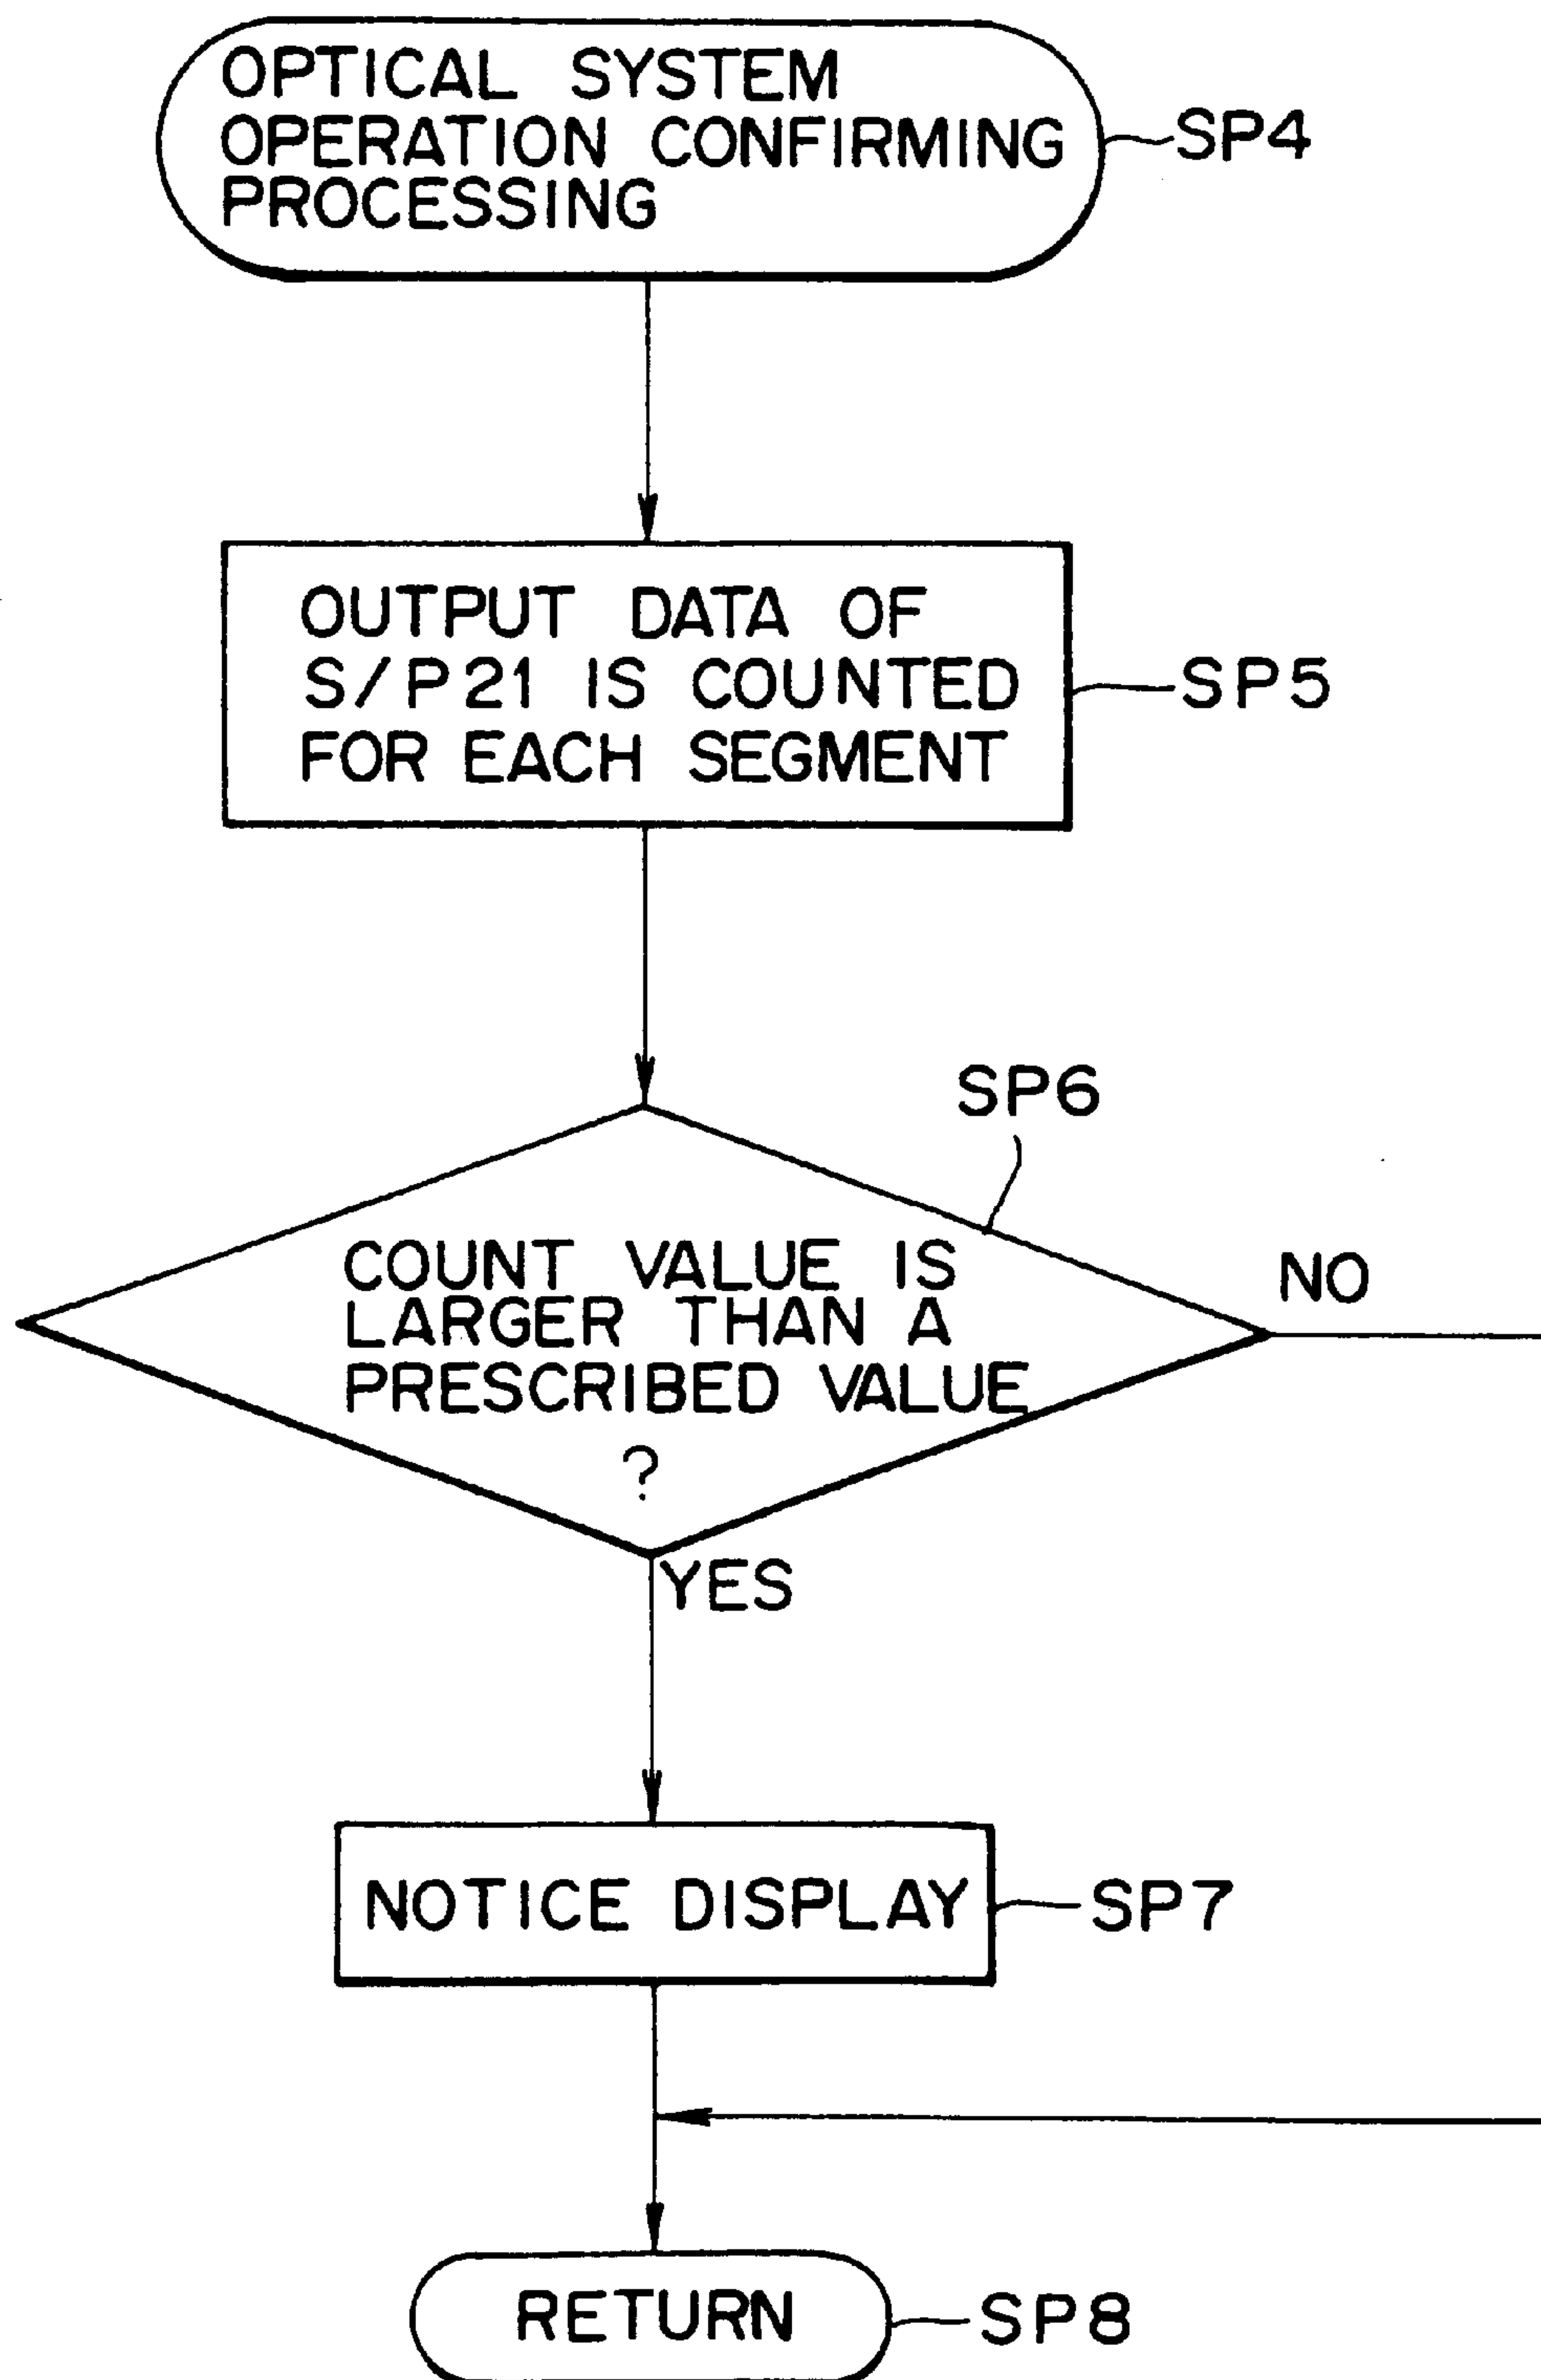 OPTICAL SYSTEM
OPERATION CONFIRMING
PROCESSING
SP4
OUTPUT DATA OF
S/P21 IS COUNTED
FOR EACH SEGMENT
SP5
SP6
COUNT VALUE IS
LARGER THAN A
PRESCRIBED VALUE
?
NO
YES
NOTICE DISPLAY
SP7
RETURN
SP8